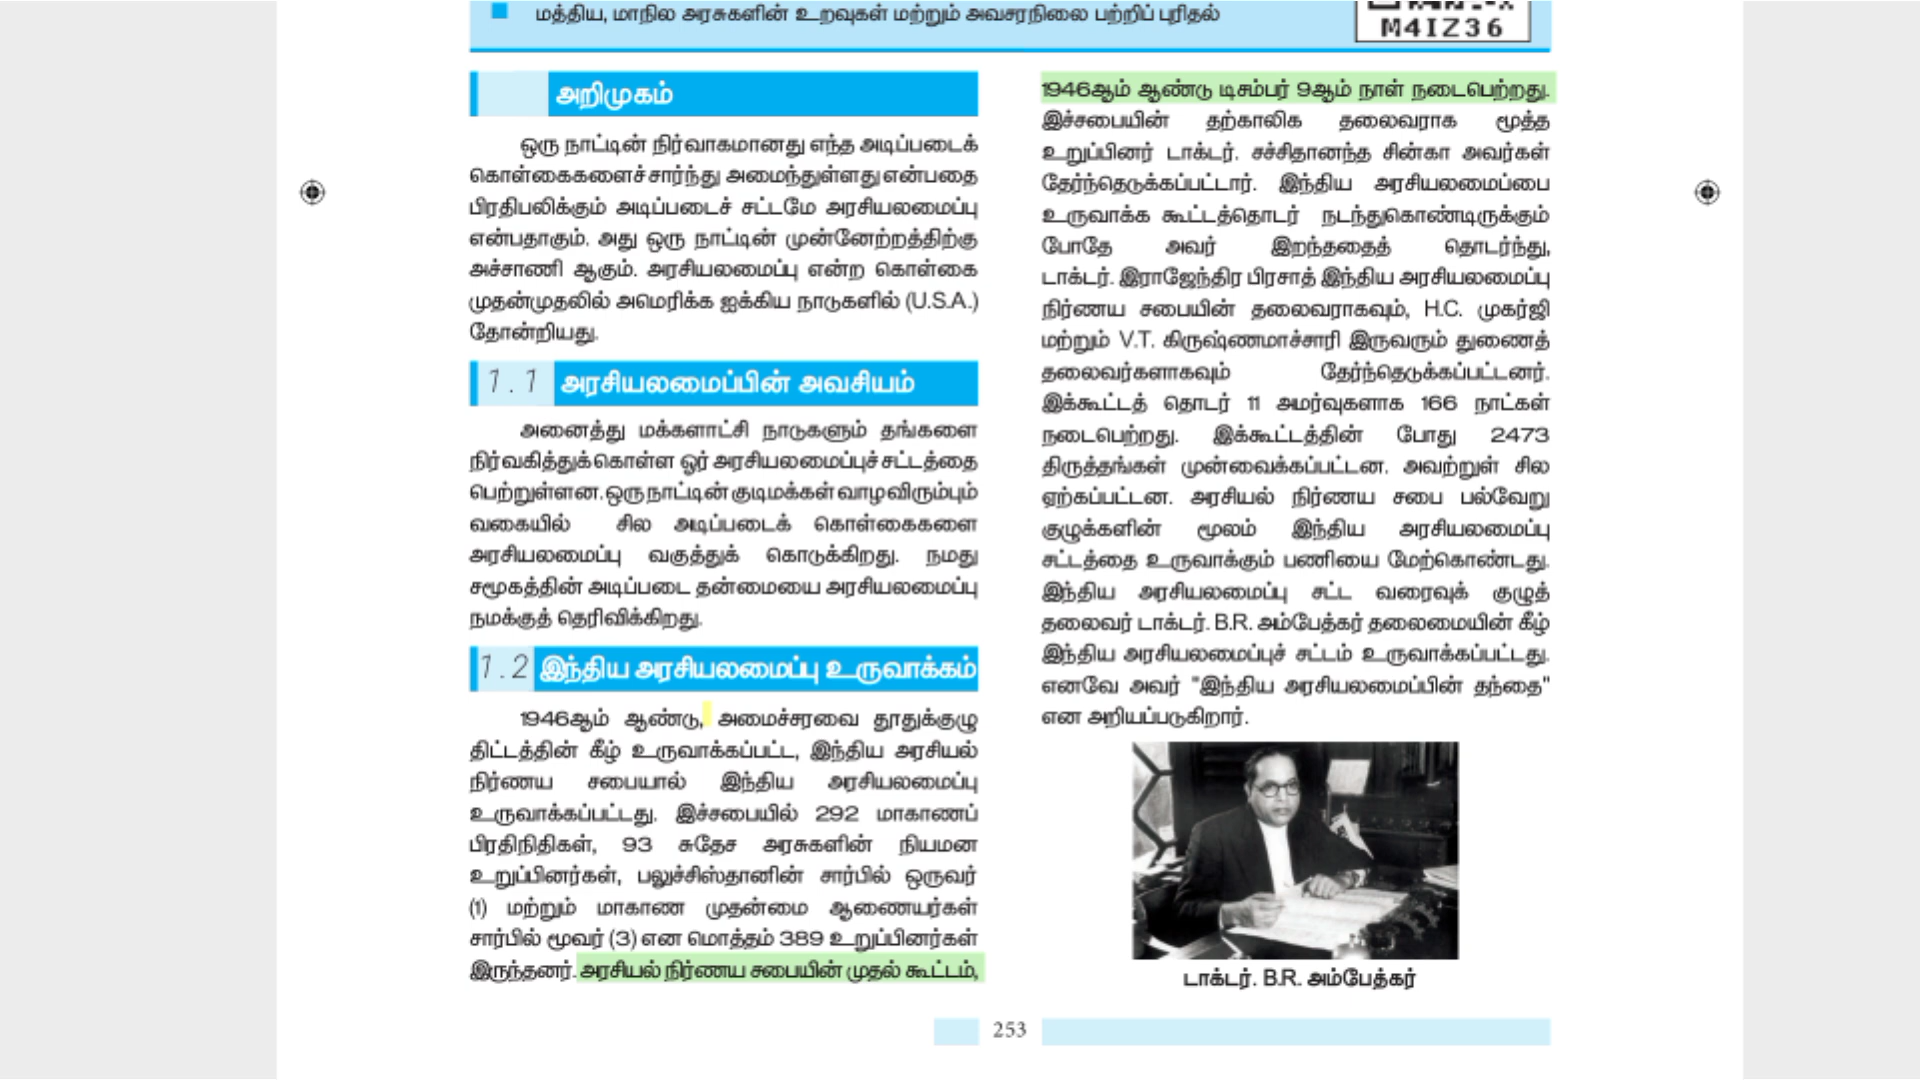 மத்திய, மாநில அரசுகளின் உறவுகள் மற்றும் அவசரநிலை பற்றிப் புரிதல்
M4IZ36
அறிமுகம்
ஒரு நாட்டின் நிர்வாகமானது எந்த அடிப்படைக்
கொள்கைகளைச் சார்ந்து அமைந்துள்ளது என்பதை
பிரதிபலிக்கும் அடிப்படைச் சட்டமே அரசியலமைப்பு
என்பதாகும். அது ஒரு நாட்டின் முன்னேற்றத்திற்கு
அச்சாணி ஆகும். அரசியலமைப்பு என்ற கொள்கை
முதன்முதலில் அமெரிக்க ஐக்கிய நாடுகளில் (U.S.A.)
தோன்றியது.
1.1 அரசியலமைப்பின் அவசியம்
அனைத்து மக்களாட்சி நாடுகளும் தங்களை
நிர்வகித்துக் கொள்ள ஓர் அரசியலமைப்புச் சட்டத்தை
பெற்றுள்ளன. ஒரு நாட்டின் குடிமக்கள் வாழ விரும்பும்
வகையில் சில அடிப்படைக் கொள்கைகளை
அரசியலமைப்பு வகுத்துக் கொடுக்கிறது. நமது
சமூகத்தின் அடிப்படை தன்மையை அரசியலமைப்பு
நமக்குத் தெரிவிக்கிறது.
1.2 இந்திய அரசியலமைப்பு உருவாக்கம்
1946ஆம் ஆண்டு, அமைச்சரவை தூதுக்குழு
திட்டத்தின் கீழ் உருவாக்கப்பட்ட, இந்திய அரசியல்
நிர்ணய சபையால் இந்திய அரசியலமைப்பு
உருவாக்கப்பட்டது. இச்சபையில் 292 மாகாணப்
பிரதிநிதிகள், 93 சுதேச அரசுகளின் நியமன
உறுப்பினர்கள், பலுச்சிஸ்தானின் சார்பில் ஒருவர்
(1) மற்றும் மாகாண முதன்மை ஆணையர்கள்
சார்பில் மூவர் (3) என மொத்தம் 389 உறுப்பினர்கள்
இருந்தனர். அரசியல் நிர்ணய சபையின் முதல் கூட்டம்,
1946ஆம் ஆண்டு டிசம்பர் 9ஆம் நாள் நடைபெற்றது.
இச்சபையின் தற்காலிக தலைவராக மூத்த
உறுப்பினர் டாக்டர். சச்சிதானந்த சின்கா அவர்கள்
தேர்ந்தெடுக்கப்பட்டார். இந்திய அரசியலமைப்பை
உருவாக்க கூட்டத்தொடர் நடந்துகொண்டிருக்கும்
போதே அவர் இறந்ததைத் தொடர்ந்து,
டாக்டர். இராஜேந்திர பிரசாத் இந்திய அரசியலமைப்பு
நிர்ணய சபையின் தலைவராகவும், H.C. முகர்ஜி
மற்றும் V.T. கிருஷ்ணமாச்சாரி இருவரும் துணைத்
தலைவர்களாகவும் தேர்ந்தெடுக்கப்பட்டனர்.
இக்கூட்டத் தொடர் 11 அமர்வுகளாக 166 நாட்கள்
நடைபெற்றது. இக்கூட்டத்தின் போது 2473
திருத்தங்கள் முன்வைக்கப்பட்டன. அவற்றுள் சில
ஏற்கப்பட்டன. அரசியல் நிர்ணய சபை பல்வேறு
குழுக்களின் மூலம் இந்திய அரசியலமைப்பு
சட்டத்தை உருவாக்கும் பணியை மேற்கொண்டது.
இந்திய அரசியலமைப்பு சட்ட வரைவுக் குழுத்
தலைவர் டாக்டர். B.R. அம்பேத்கர் தலைமையின் கீழ்
இந்திய அரசியலமைப்புச் சட்டம் உருவாக்கப்பட்டது.
எனவே அவர் "இந்திய அரசியலமைப்பின் தந்தை"
என அறியப்படுகிறார்.
டாக்டர். B.R. அம்பேத்கர்
253